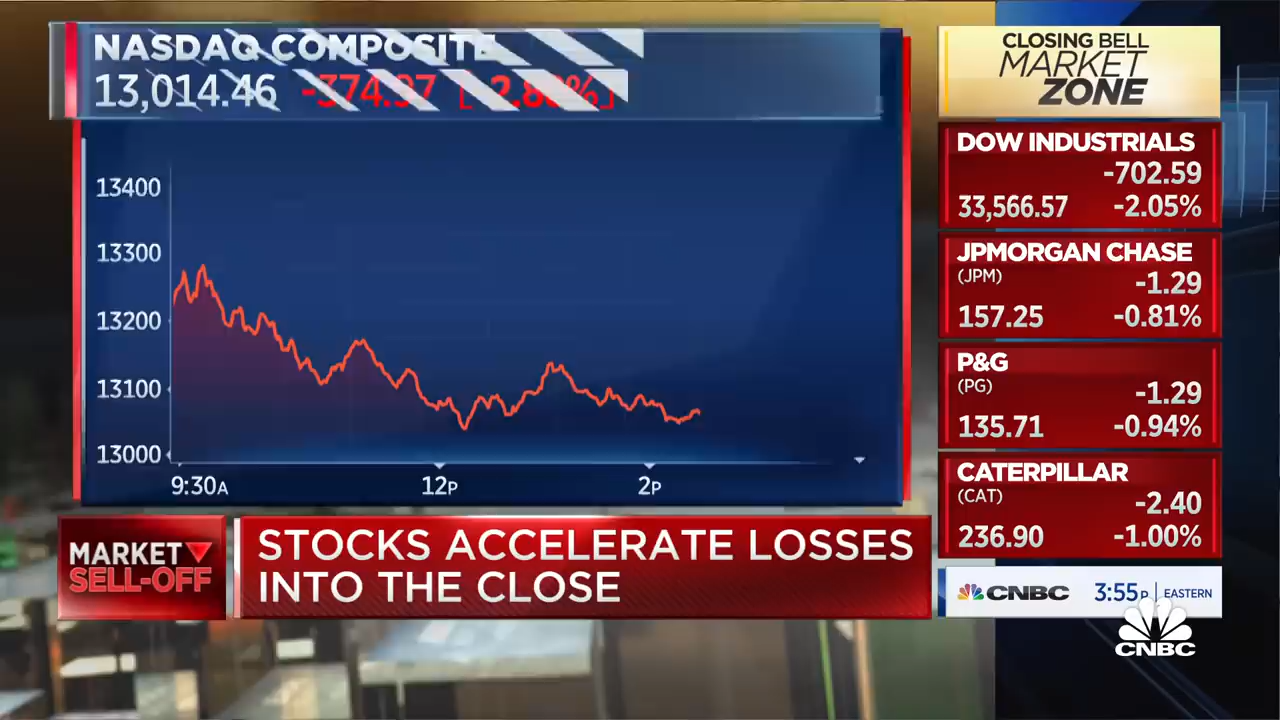 NASDAQ COMPOSITE
13,014.46 -374.97
13400
13300
13200
13100
13000
9:30A 12P 2P
MARKET
SELL-OFF
STOCKS ACCELERATE LOSSES
INTO THE CLOSE
CLOSING BELL
MARKET
ZONE
DOW INDUSTRIALS
-702.59
33,566.57 -2.05%
JPMORGAN CHASE
(JPM) -1.29
157.25 -0.81%
P&G
(PG) -1.29
135.71 -0.94%
CATERPILLAR
(CAT) -2.40
236.90 -1.00%
CNBC 3:55P EASTERN
CNBC